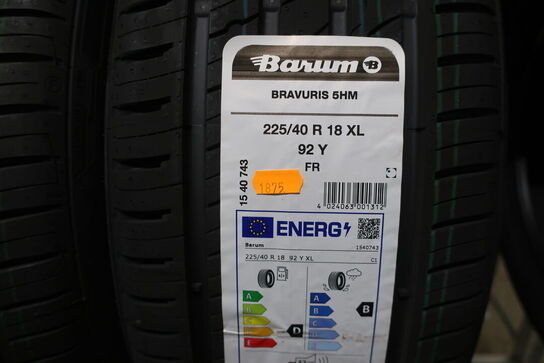 Barum B
BRAVURIS 5HM
225/40 R 18 XL
92 Y
FR
15 40 743
1875
4 024063 001312
ENERG
Barum 1540743
225/40 R 18 92 Y XL C1
A
B
C
D
E
D
A
B
C
D
E
B